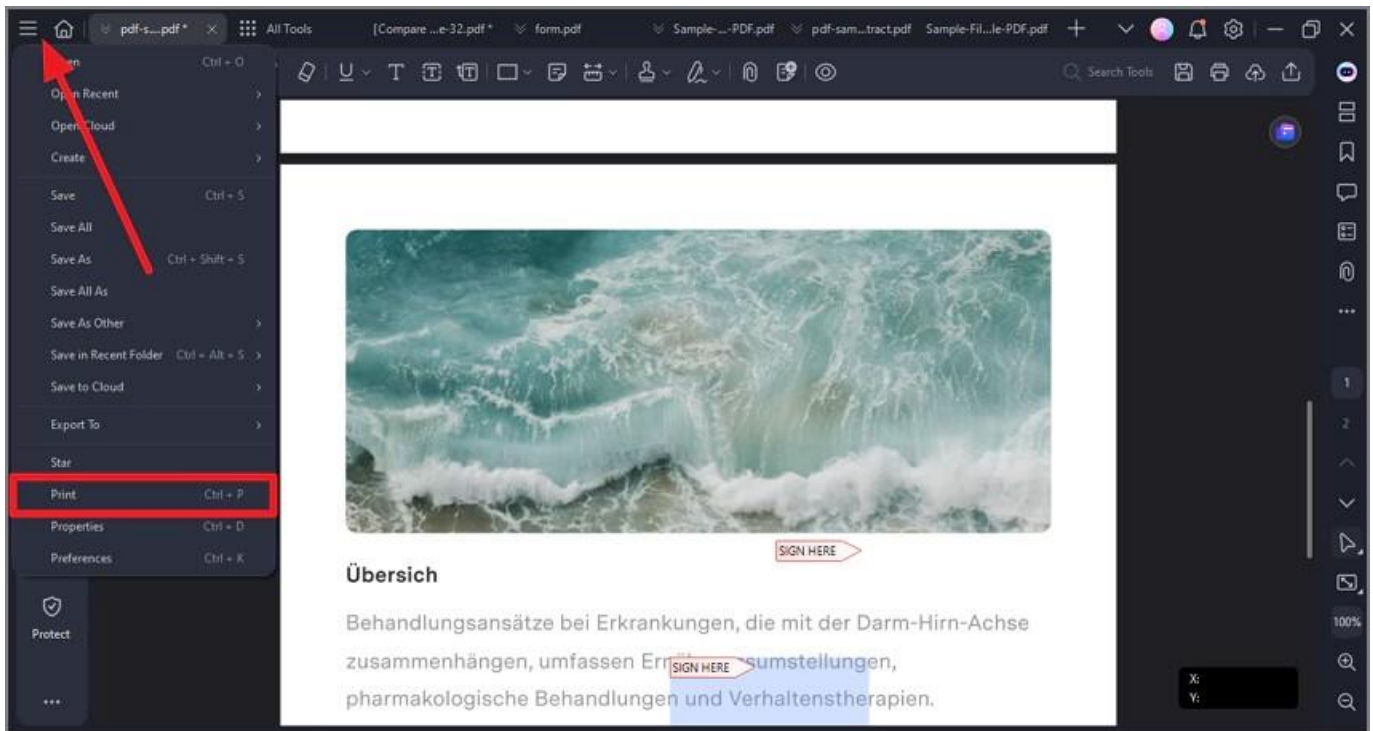 pdf-s....pdf * All Tools [Compare ...e-32.pdf * form.pdf Sample-...-PDF.pdf pdf-sam...tract.pdf Sample-Fil...le-PDF.pdf
Ctrl + O
Search Tools
Open Recent
Open Cloud
Create
Save Ctrl + S
Save All
Save As Ctrl + Shift + S
Save All As
Save As Other
Save in Recent Folder Ctrl + Alt + S
Save to Cloud
Export To
Star
Print Ctrl + P
Properties Ctrl + D
Preferences Ctrl + K
Protect
1
2
100%
SIGN HERE
Übersich
Behandlungsansätze bei Erkrankungen, die mit der Darm-Hirn-Achse
zusammenhängen, umfassen
SIGN HERE
pharmakologische Behandlungen und Verhaltenstherapien.
X:
Y: